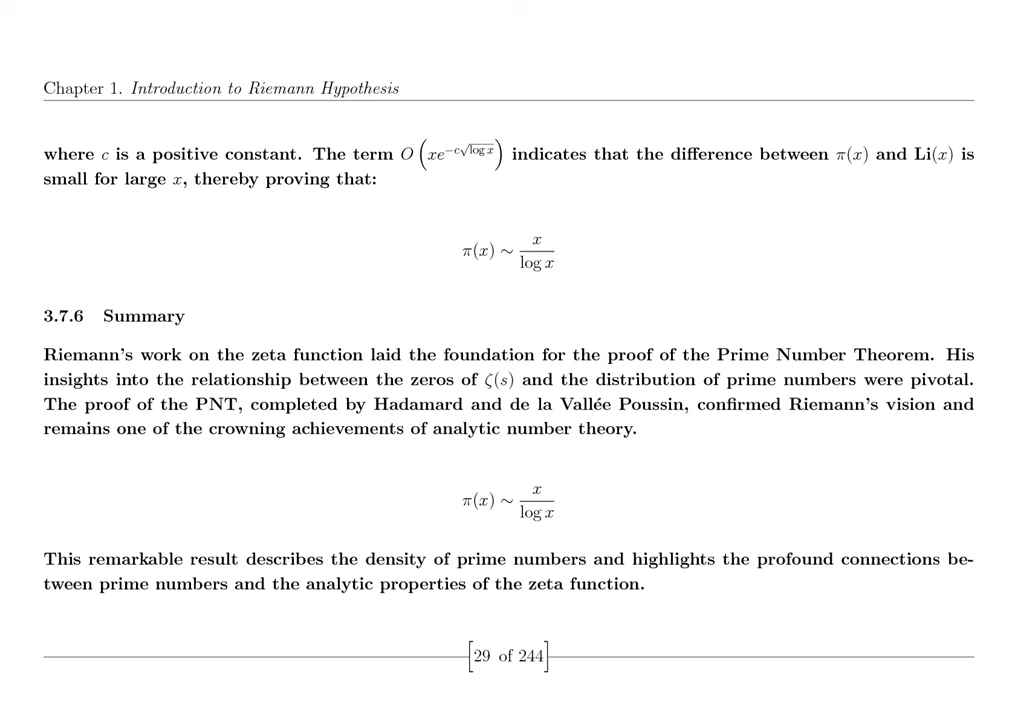 Chapter 1. Introduction to Riemann Hypothesis
where c is a positive constant. The term O(xe^{-c√log x}) indicates that the difference between π(x) and Li(x) is
small for large x, thereby proving that:
π(x) ∼ x / log x
3.7.6 Summary
Riemann's work on the zeta function laid the foundation for the proof of the Prime Number Theorem. His
insights into the relationship between the zeros of ζ(s) and the distribution of prime numbers were pivotal.
The proof of the PNT, completed by Hadamard and de la Vallée Poussin, confirmed Riemann's vision and
remains one of the crowning achievements of analytic number theory.
π(x) ∼ x / log x
This remarkable result describes the density of prime numbers and highlights the profound connections be-
tween prime numbers and the analytic properties of the zeta function.
[29 of 244]